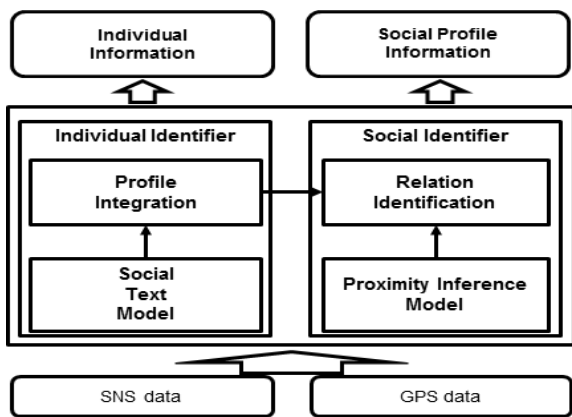 Individual
Information
Social Profile
Information
Individual Identifier
Profile
Integration
Social
Text
Model
Social Identifier
Relation
Identification
Proximity Inference
Model
SNS data
GPS data